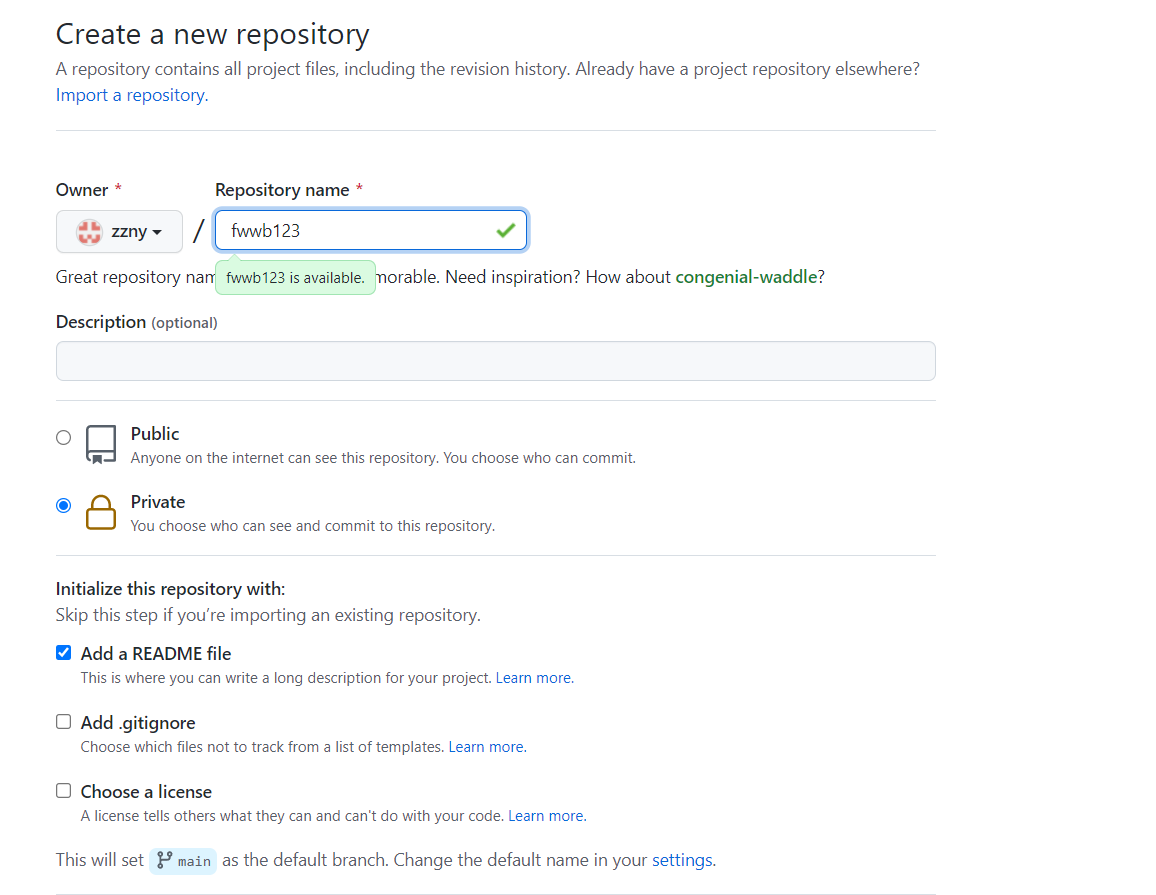 Create a new repository
A repository contains all project files, including the revision history. Already have a project repository elsewhere?
Import a repository.
Owner *
Repository name *
zzny
/
fwwb123
Great repository nam
fwwb123 is available.
morable. Need inspiration? How about congenial-waddle?
Description (optional)
Public
Anyone on the internet can see this repository. You choose who can commit.
Private
You choose who can see and commit to this repository.
Initialize this repository with:
Skip this step if you’re importing an existing repository.
Add a README file
This is where you can write a long description for your project. Learn more.
Add .gitignore
Choose which files not to track from a list of templates. Learn more.
Choose a license
A license tells others what they can and can't do with your code. Learn more.
This will set main as the default branch. Change the default name in your settings.